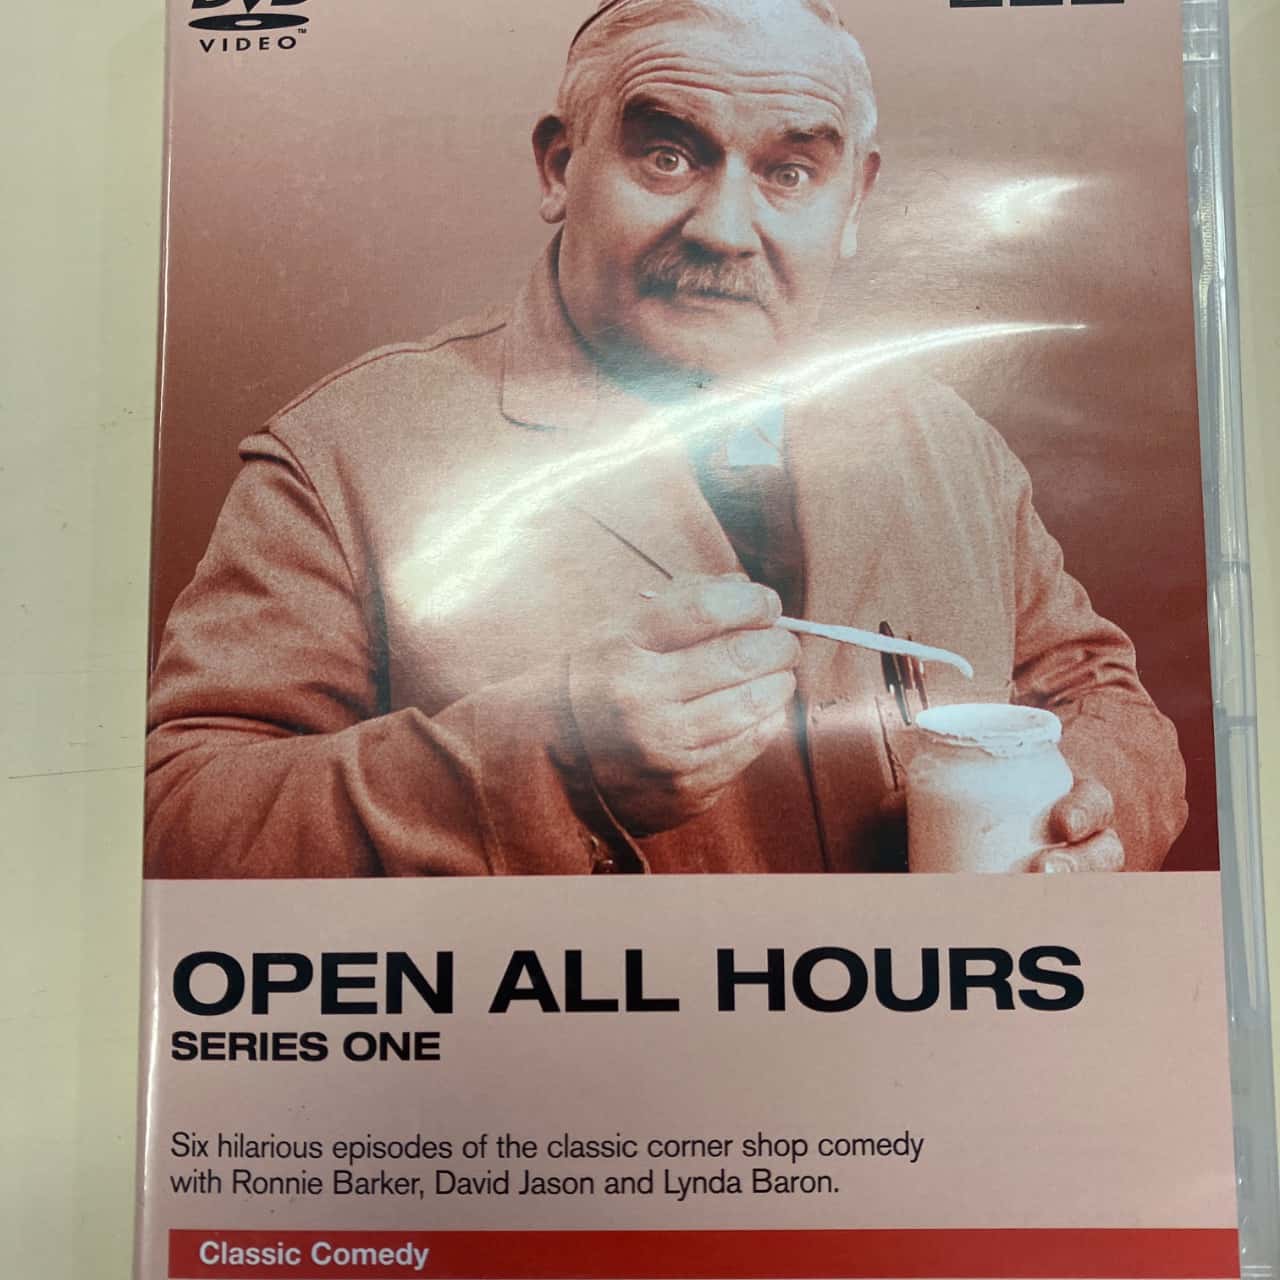 VIDEO™
OPEN ALL HOURS
SERIES ONE
Six hilarious episodes of the classic corner shop comedy
with Ronnie Barker, David Jason and Lynda Baron.
Classic Comedy